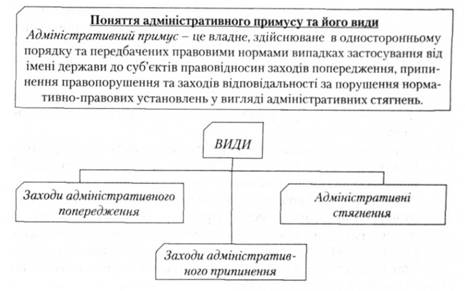 Поняття адміністративного примусу та його види
Адміністративний примус – це владне, здійснюване в односторонньому
порядку та передбачених правовими нормами випадках застосування від
імені держави до суб’єктів правовідносин заходів попередження, припи-
нення правопорушення та заходів відповідальності за порушення норма-
тивно-правових установлень у вигляді адміністративних стягнень.
ВИДИ
Заходи адміністративного
попередження
Адміністративні
стягнення
Заходи адміністратив-
ного припинення